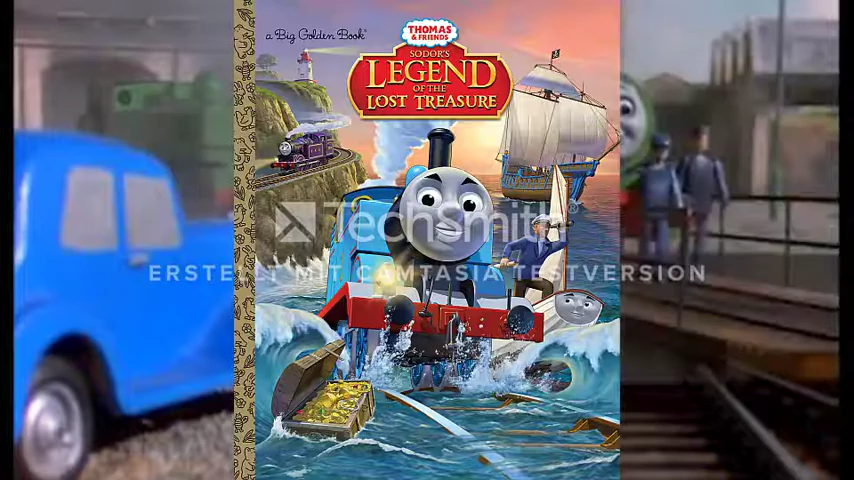 a Big Golden Book®
THOMAS
& FRIENDS
SODOR'S
LEGEND
OF THE
LOST TREASURE
TechSmith®
ERSTELLT MIT CAMTASIA TESTVERSION